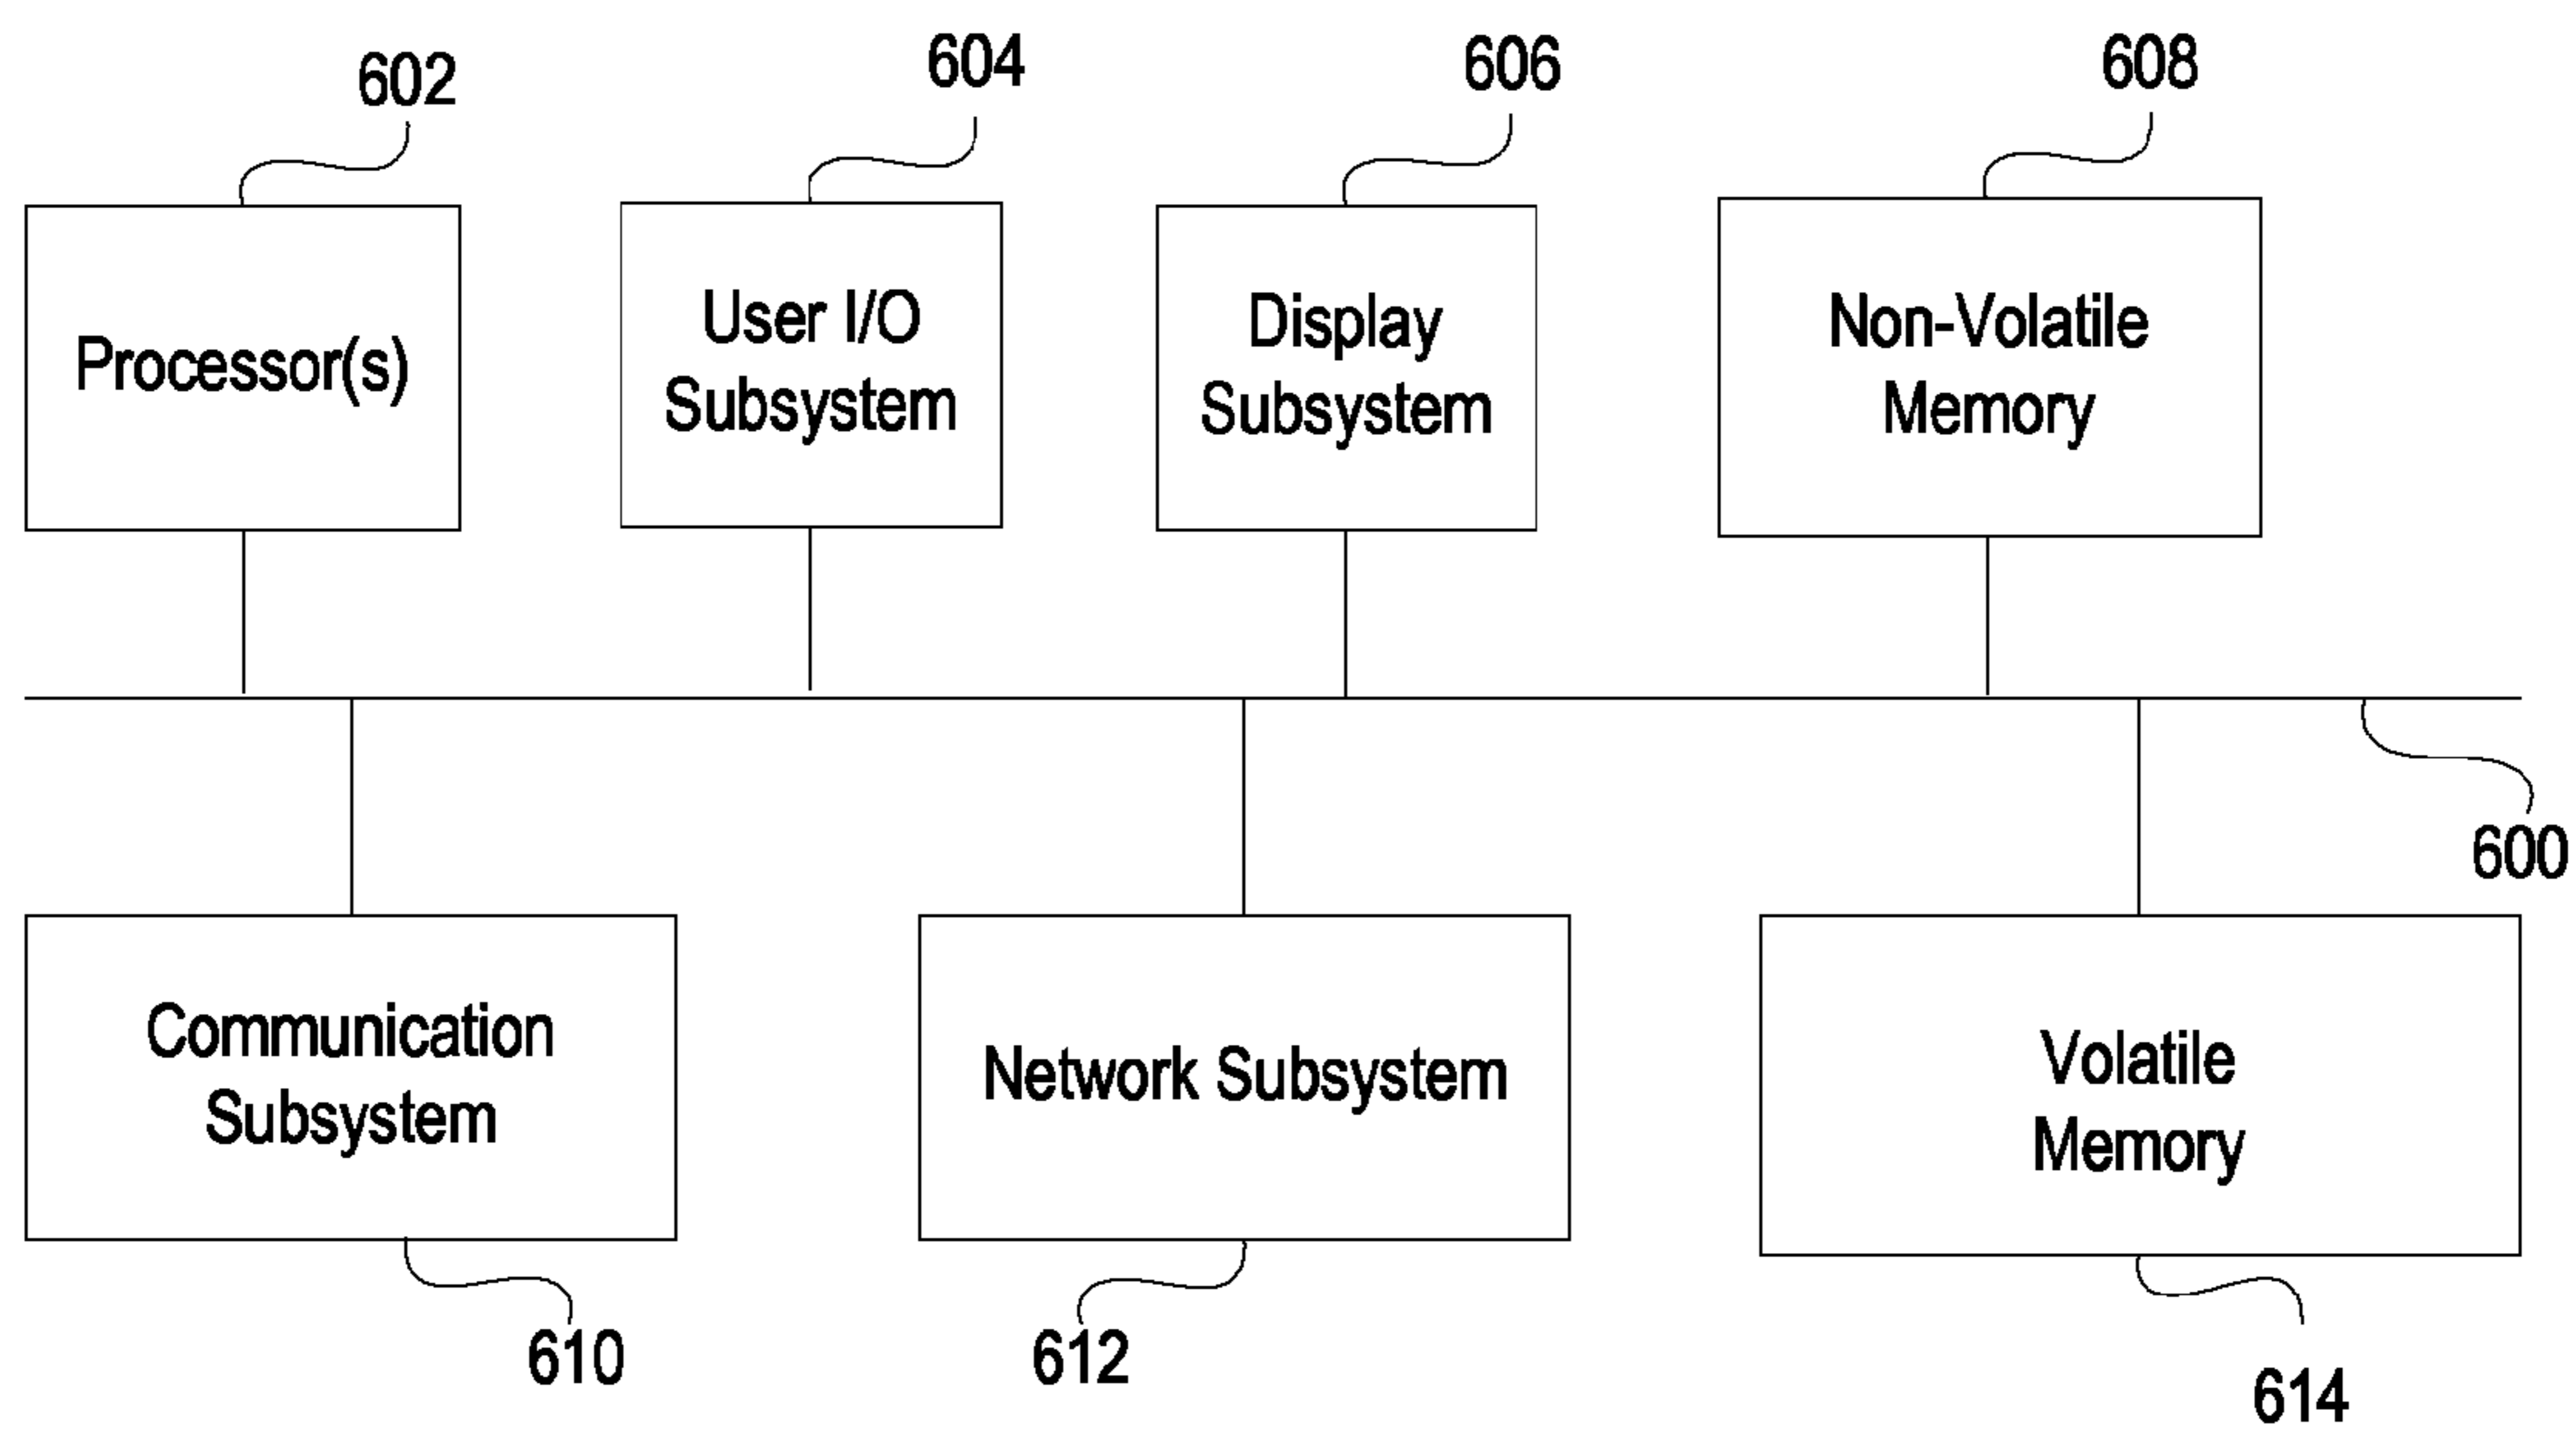 602
604
606
608
Processor(s)
User I/O
Subsystem
Display
Subsystem
Non-Volatile
Memory
600
Communication
Subsystem
Network Subsystem
Volatile
Memory
610
612
614